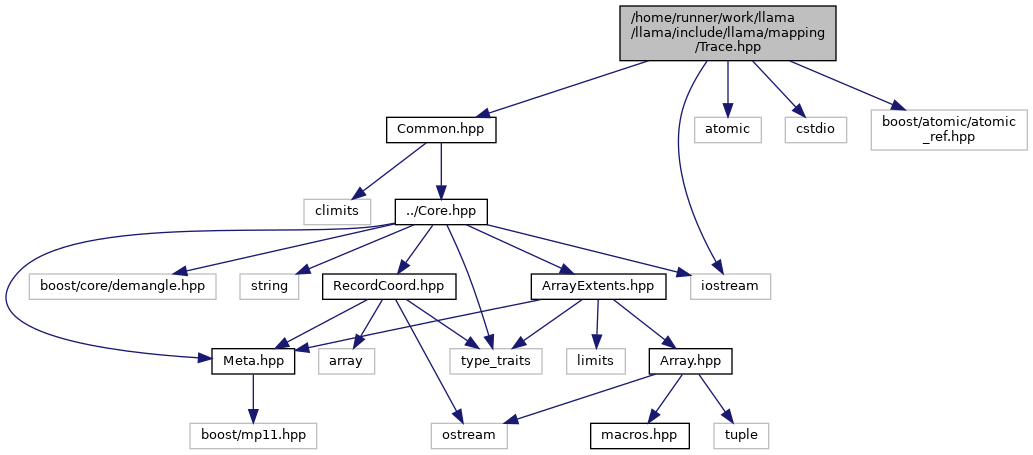 /home/runner/work/llama
/llama/include/llama/mapping
/Trace.hpp
Common.hpp
atomic
cstdio
boost/atomic/atomic
_ref.hpp
climits
../Core.hpp
boost/core/demangle.hpp
string
RecordCoord.hpp
ArrayExtents.hpp
iostream
Meta.hpp
array
type_traits
limits
Array.hpp
boost/mp11.hpp
ostream
macros.hpp
tuple